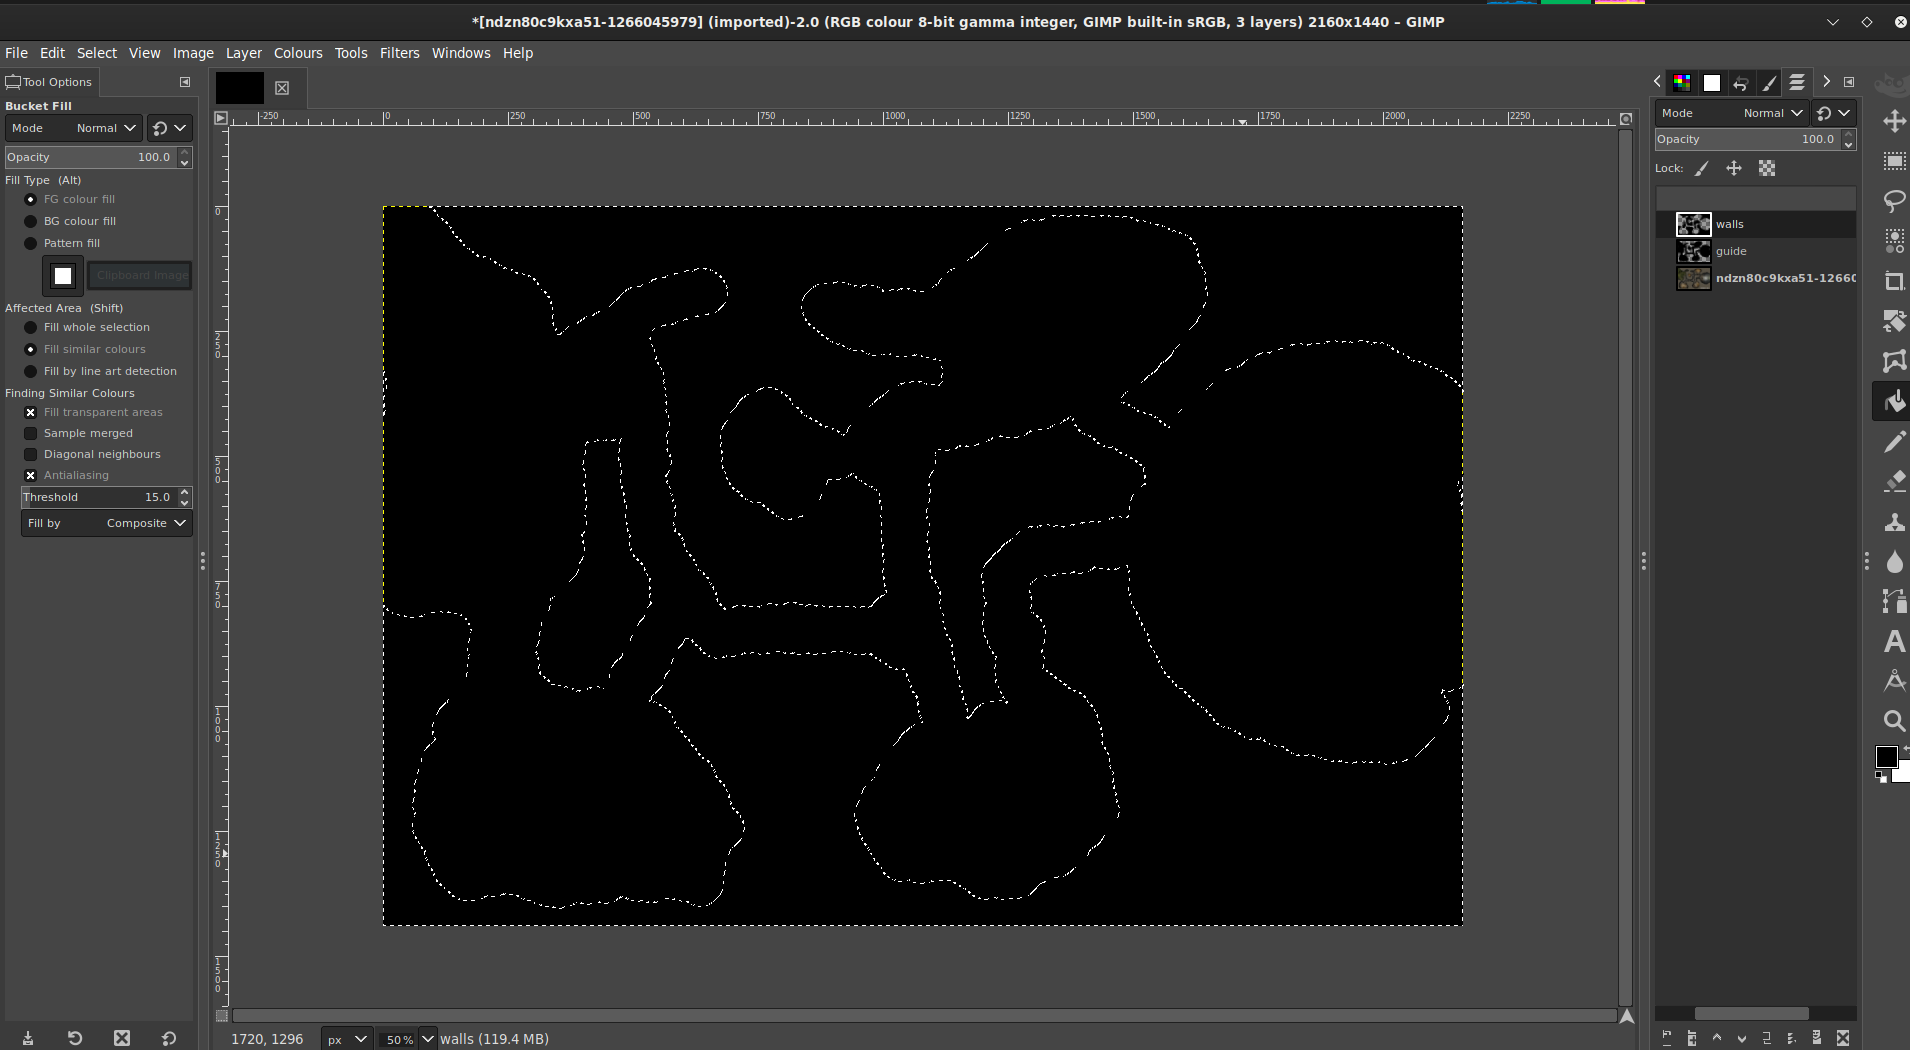 *[ndzn80c9kxa51-1266045979] (imported)-2.0 (RGB colour 8-bit gamma integer, GIMP built-in sRGB, 3 layers) 2160x1440 – GIMP
File Edit Select View Image Layer Colours Tools Filters Windows Help
Tool Options
Bucket Fill
Mode Normal
Opacity 100.0
Fill Type (Alt)
FG colour fill
BG colour fill
Pattern fill
Clipboard Image
Affected Area (Shift)
Fill whole selection
Fill similar colours
Fill by line art detection
Finding Similar Colours
Fill transparent areas
Sample merged
Diagonal neighbours
Antialiasing
Threshold 15.0
Fill by Composite
-250 0 250 500 750 1000 1250 1500 1750 2000 2250
0
250
500
750
1000
1250
1500
1720, 1296 px 50 % walls (119.4 MB)
Mode Normal
Opacity 100.0
Lock:
walls
guide
ndzn80c9kxa51-12660